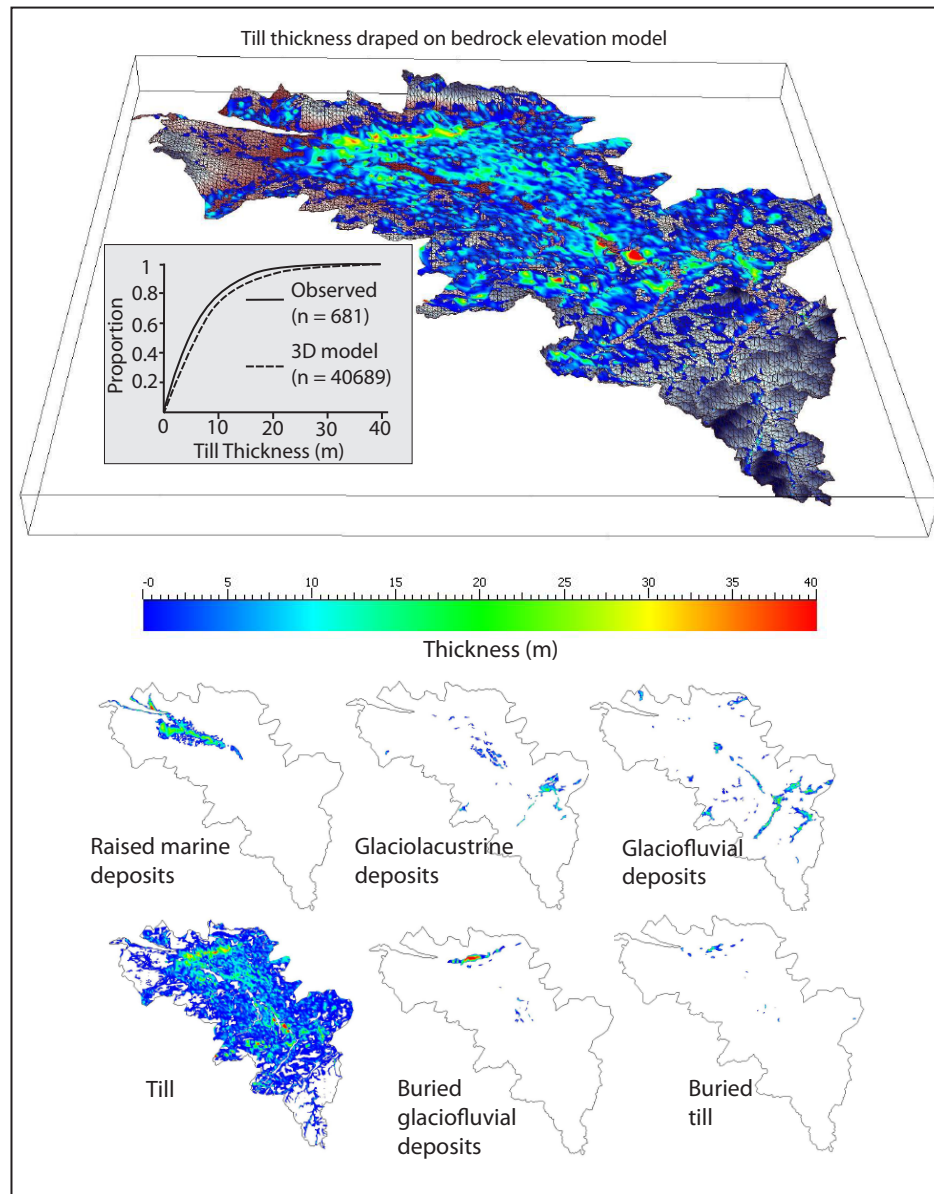 Till thickness draped on bedrock elevation model
Proportion
1
0.8
0.6
0.4
0.2
Observed
(n = 681)
3D model
(n = 40689)
0 10 20 30 40
Till Thickness (m)
-0 5 10 15 20 25 30 35 40
Thickness (m)
Raised marine
deposits
Glaciolacustrine
deposits
Glaciofluvial
deposits
Till
Buried
glaciofluvial
deposits
Buried
till